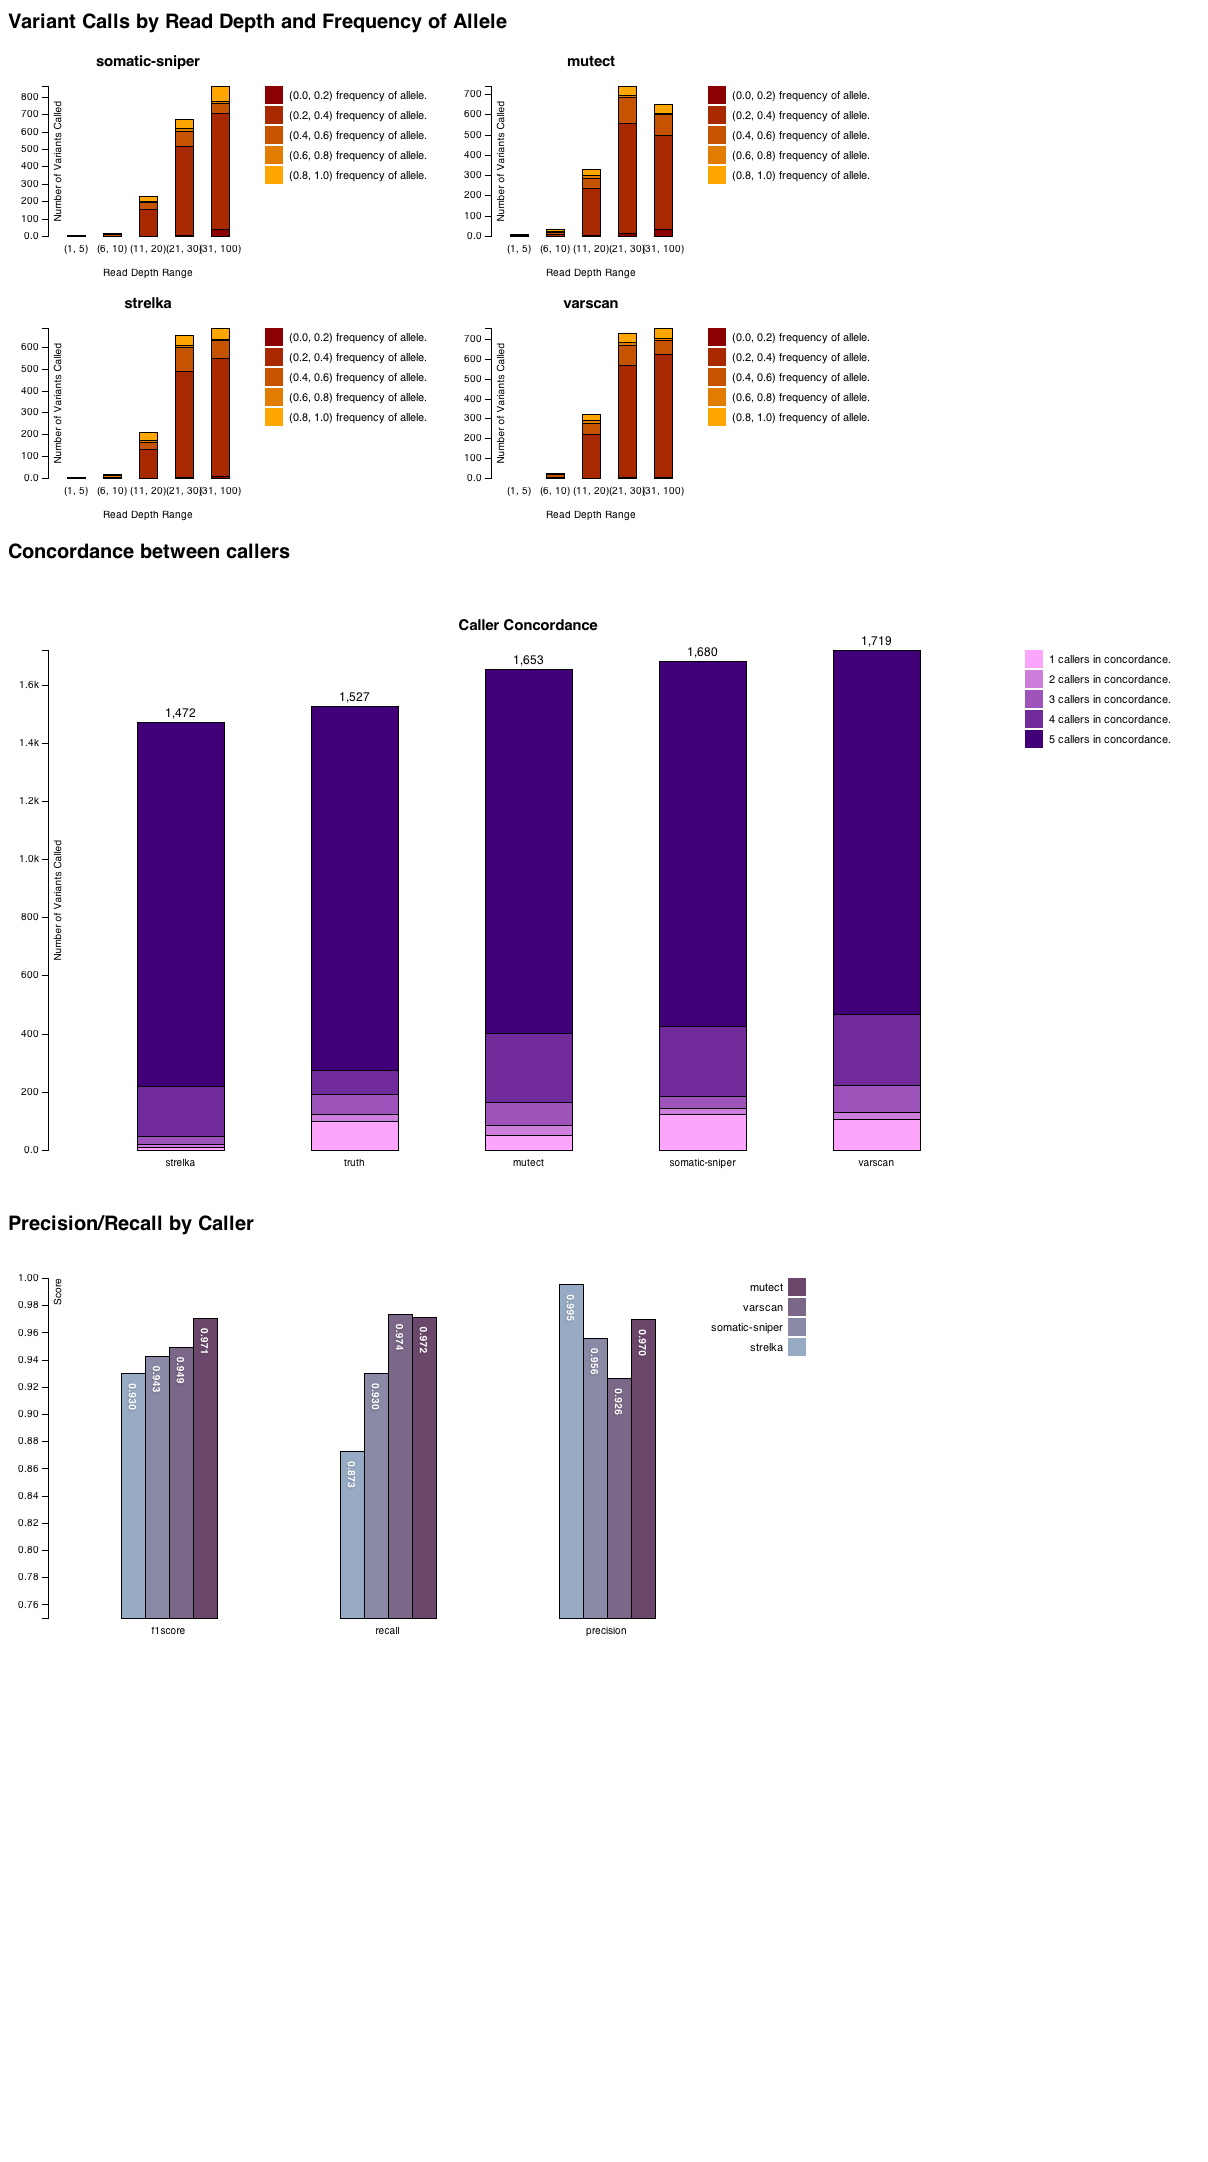 Variant Calls by Read Depth and Frequency of Allele
somatic-sniper
800
700
600
500
400
300
200
100
0.0
Number of Variants Called
(1, 5) (6, 10) (11, 20) (21, 30) (31, 100)
Read Depth Range
(0.0, 0.2) frequency of allele.
(0.2, 0.4) frequency of allele.
(0.4, 0.6) frequency of allele.
(0.6, 0.8) frequency of allele.
(0.8, 1.0) frequency of allele.
mutect
700
600
500
400
300
200
100
0.0
Number of Variants Called
(1, 5) (6, 10) (11, 20) (21, 30) (31, 100)
Read Depth Range
(0.0, 0.2) frequency of allele.
(0.2, 0.4) frequency of allele.
(0.4, 0.6) frequency of allele.
(0.6, 0.8) frequency of allele.
(0.8, 1.0) frequency of allele.
strelka
600
500
400
300
200
100
0.0
Number of Variants Called
(1, 5) (6, 10) (11, 20) (21, 30) (31, 100)
Read Depth Range
(0.0, 0.2) frequency of allele.
(0.2, 0.4) frequency of allele.
(0.4, 0.6) frequency of allele.
(0.6, 0.8) frequency of allele.
(0.8, 1.0) frequency of allele.
varscan
700
600
500
400
300
200
100
0.0
Number of Variants Called
(1, 5) (6, 10) (11, 20) (21, 30) (31, 100)
Read Depth Range
(0.0, 0.2) frequency of allele.
(0.2, 0.4) frequency of allele.
(0.4, 0.6) frequency of allele.
(0.6, 0.8) frequency of allele.
(0.8, 1.0) frequency of allele.
Concordance between callers
Caller Concordance
1.6k
1.4k
1.2k
1.0k
800
600
400
200
0.0
Number of Variants Called
1,472
1,527
1,653
1,680
1,719
strelka
truth
mutect
somatic-sniper
varscan
1 callers in concordance.
2 callers in concordance.
3 callers in concordance.
4 callers in concordance.
5 callers in concordance.
Precision/Recall by Caller
1.00
0.98
0.96
0.94
0.92
0.90
0.88
0.86
0.84
0.82
0.80
0.78
0.76
Score
0.930
0.943
0.949
0.971
0.873
0.930
0.974
0.972
0.995
0.956
0.926
0.970
f1score
recall
precision
mutect
varscan
somatic-sniper
strelka